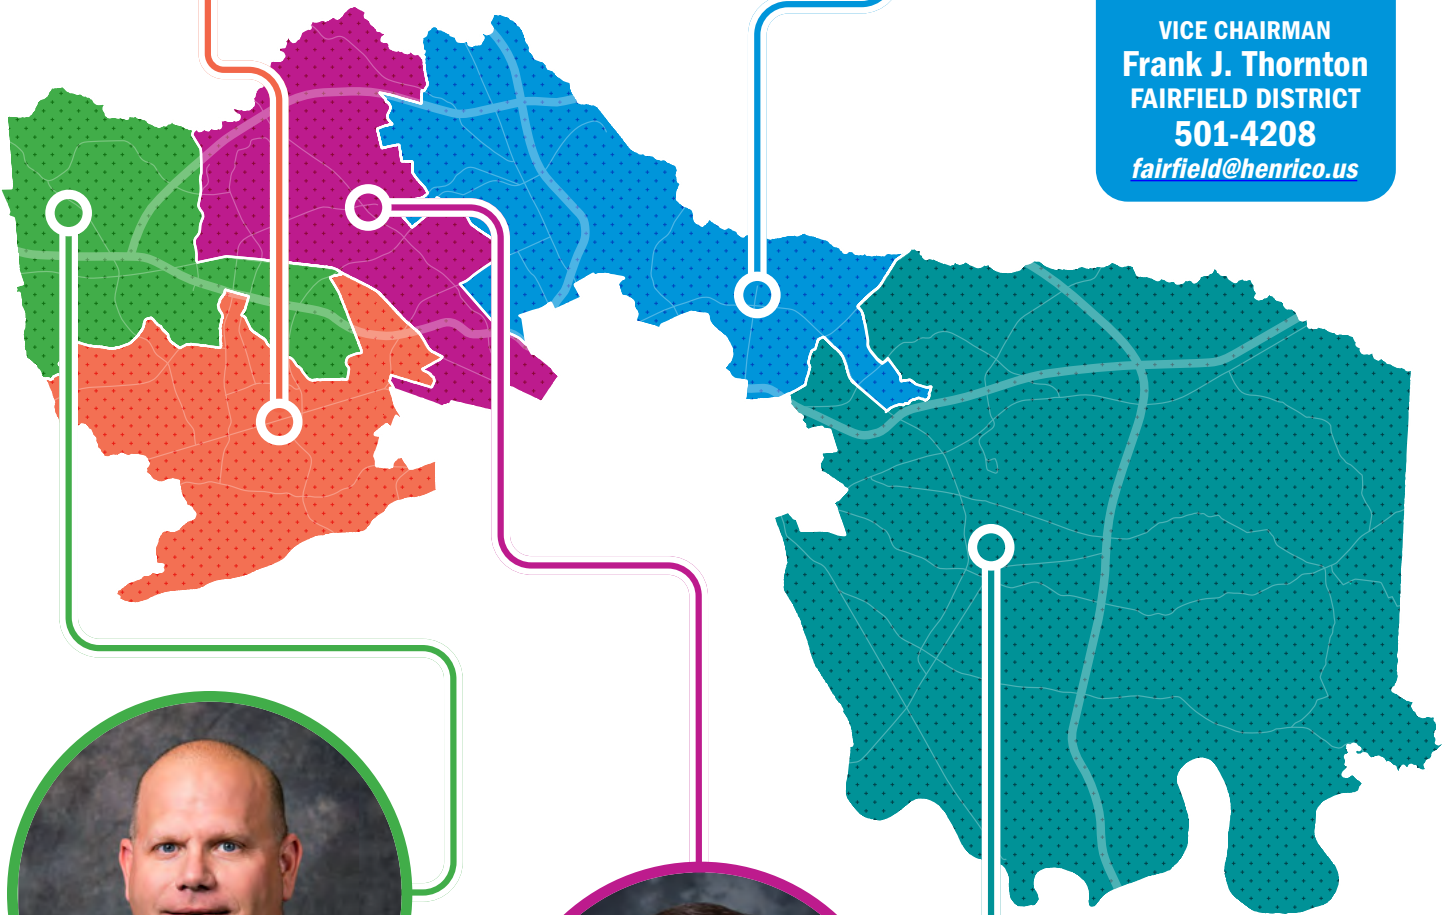 VICE CHAIRMAN
Frank J. Thornton
FAIRFIELD DISTRICT
501-4208
fairfield@henrico.us